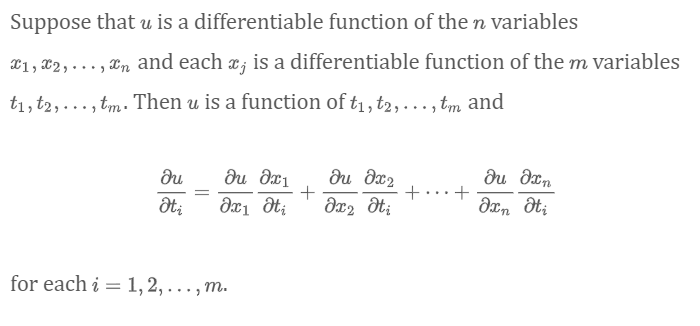 Suppose that u is a differentiable function of the n variables
x₁, x₂, . . . , xₙ and each xⱼ is a differentiable function of the m variables
t₁, t₂, . . . , tₘ. Then u is a function of t₁, t₂, . . . , tₘ and
∂u/∂tᵢ = ∂u/∂x₁ ∂x₁/∂tᵢ + ∂u/∂x₂ ∂x₂/∂tᵢ + · · · + ∂u/∂xₙ ∂xₙ/∂tᵢ
for each i = 1, 2, . . . , m.